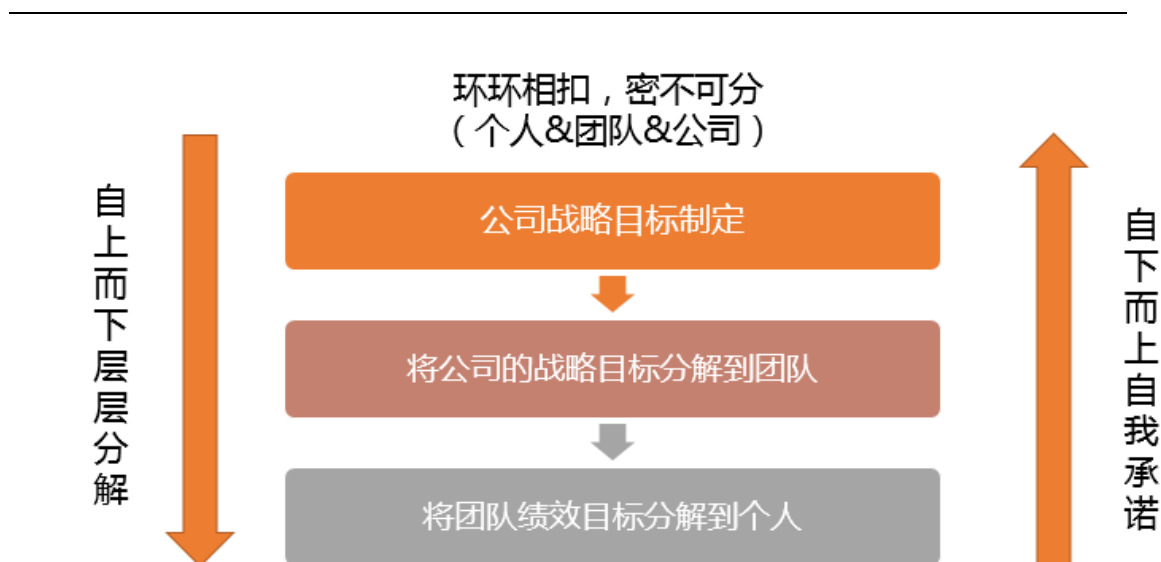 环环相扣，密不可分
（个人&团队&公司）
自上而下层层分解
公司战略目标制定
将公司的战略目标分解到团队
将团队绩效目标分解到个人
自下而上自我承诺